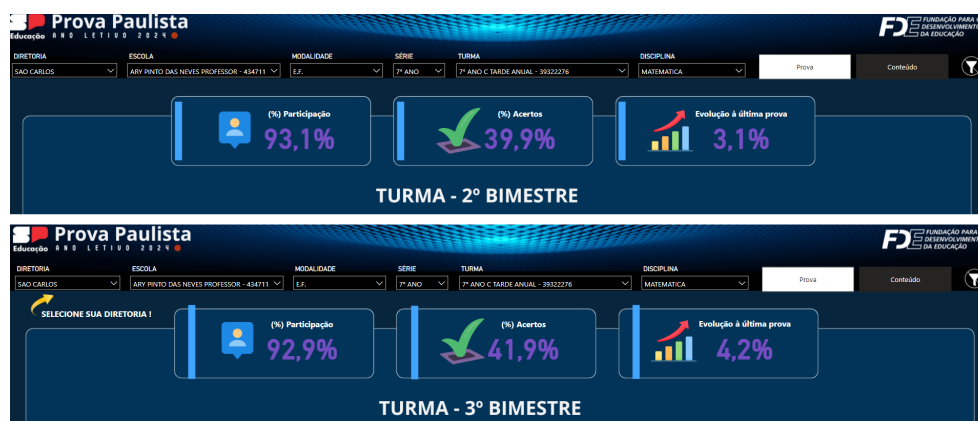 Prova Paulista
Educação ANO LETIVO 2024
FDE FUNDAÇÃO PARA O
DESENVOLVIMENTO
DA EDUCAÇÃO
DIRETORIA ESCOLA MODALIDADE SÉRIE TURMA DISCIPLINA
SAO CARLOS ARY PINTO DAS NEVES PROFESSOR - 434711 E.F. 7º ANO 7º ANO C TARDE ANUAL - 39322276 MATEMATICA Prova Conteúdo
(%) Participação (%) Acertos Evolução à última prova
93,1% 39,9% 3,1%
TURMA - 2º BIMESTRE
Prova Paulista
Educação ANO LETIVO 2024
FDE FUNDAÇÃO PARA
DESENVOLVIMENT
DA EDUCAÇÃO
DIRETORIA ESCOLA MODALIDADE SÉRIE TURMA DISCIPLINA
SAO CARLOS ARY PINTO DAS NEVES PROFESSOR - 434711 E.F. 7º ANO 7º ANO C TARDE ANUAL - 39322276 MATEMATICA Prova Conteúdo
SELECIONE SUA DIRETORIA !
(%) Participação (%) Acertos Evolução à última prova
92,9% 41,9% 4,2%
TURMA - 3º BIMESTRE